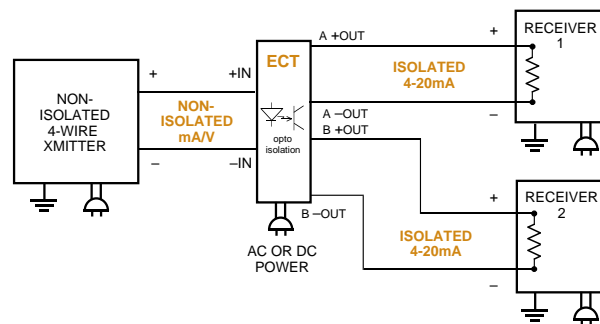 NON-
ISOLATED
4-WIRE
XMITTER
+
–
NON-
ISOLATED
mA/V
+IN
–IN
ECT
opto
isolation
AC OR DC
POWER
A +OUT
A –OUT
B +OUT
B –OUT
ISOLATED
4-20mA
+
–
RECEIVER
1
ISOLATED
4-20mA
+
–
RECEIVER
2